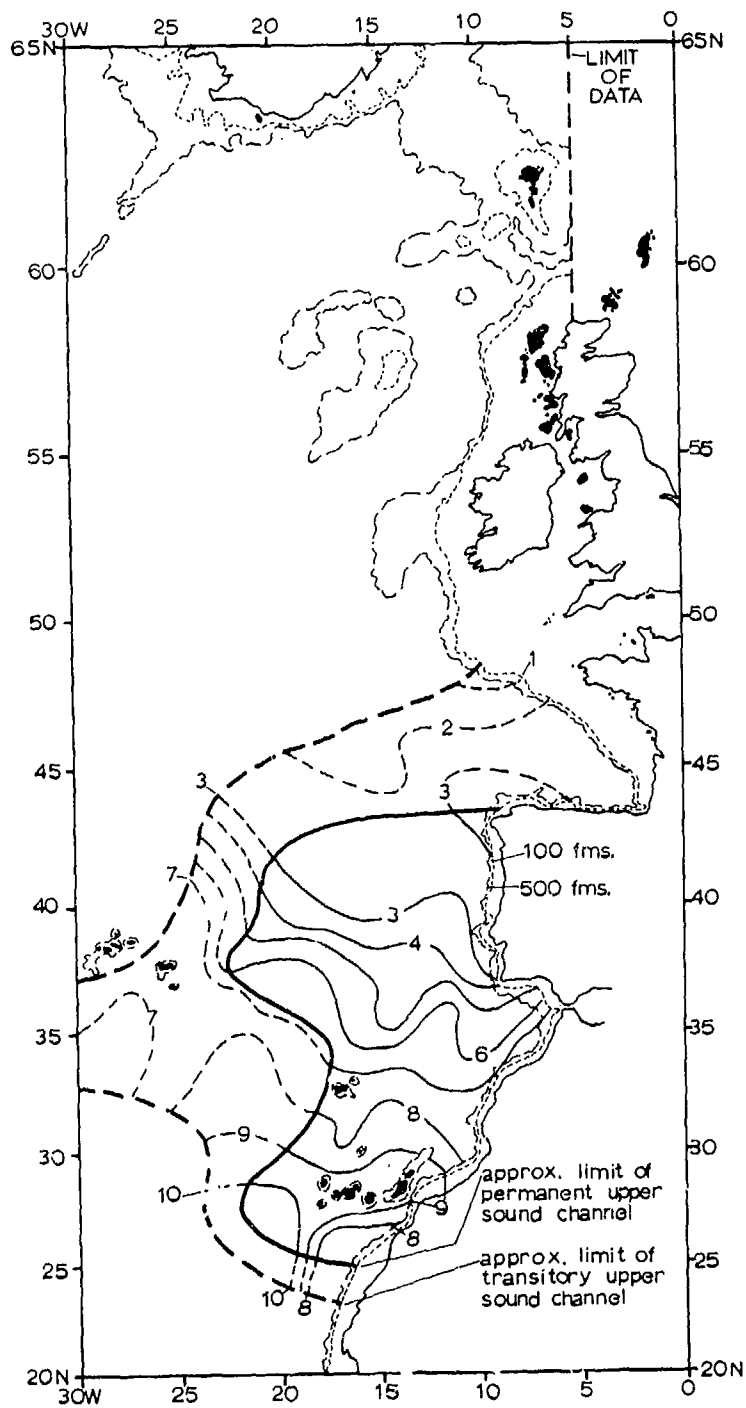 30W 25 20 15 10 5 0
65N 65N
LIMIT
OF
DATA
60 60
55 55
50 50
1
2
45 45
3 3
100 fms.
7
500 fms.
40 40
3
4
7
35 35
6
8
9
30 30
10
approx. limit of
permanent upper
sound channel
9
8
25 25
approx. limit of
transitory upper
sound channel
10 8
20N 20N
30W 25 20 15 10 5 0